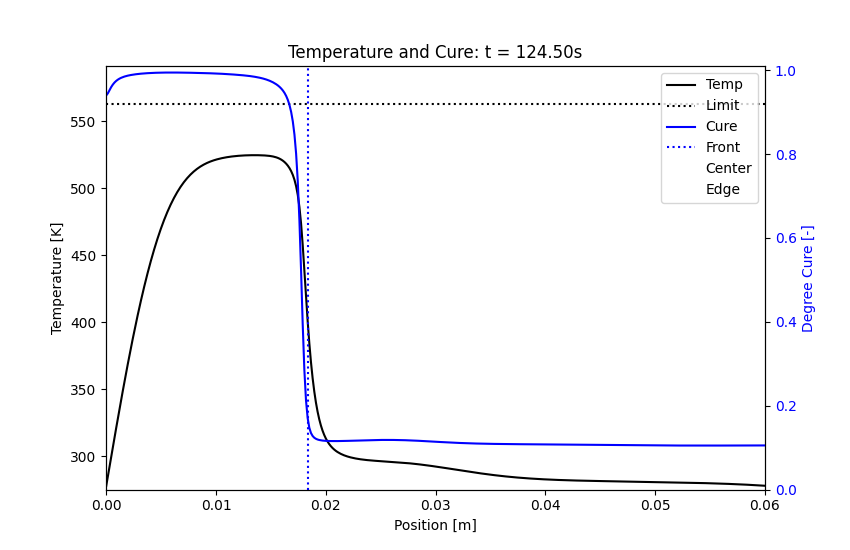 Temperature and Cure: t = 124.50s
Temperature [K]
550
500
450
400
350
300
Temp
Limit
Cure
Front
Center
Edge
1.0
0.8
0.6
0.4
0.2
0.0
Degree Cure [-]
0.00
0.01
0.02
0.03
0.04
0.05
0.06
Position [m]